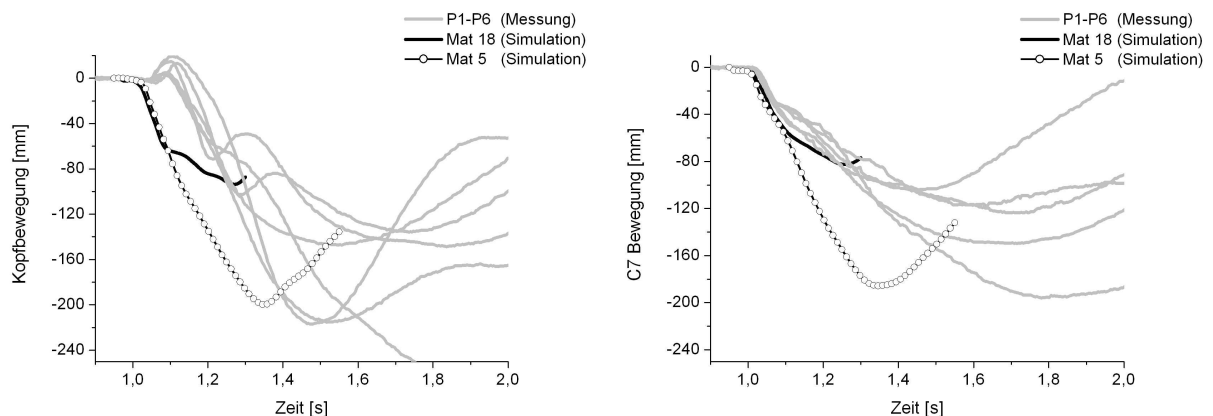 P1-P6 (Messung)
Mat 18 (Simulation)
Mat 5 (Simulation)
Kopfbewegung [mm]
0
-40
-80
-120
-160
-200
-240
1,0
1,2
1,4
1,6
1,8
2,0
Zeit [s]
P1-P6 (Messung)
Mat 18 (Simulation)
Mat 5 (Simulation)
C7 Bewegung [mm]
0
-40
-80
-120
-160
-200
-240
1,0
1,2
1,4
1,6
1,8
2,0
Zeit [s]